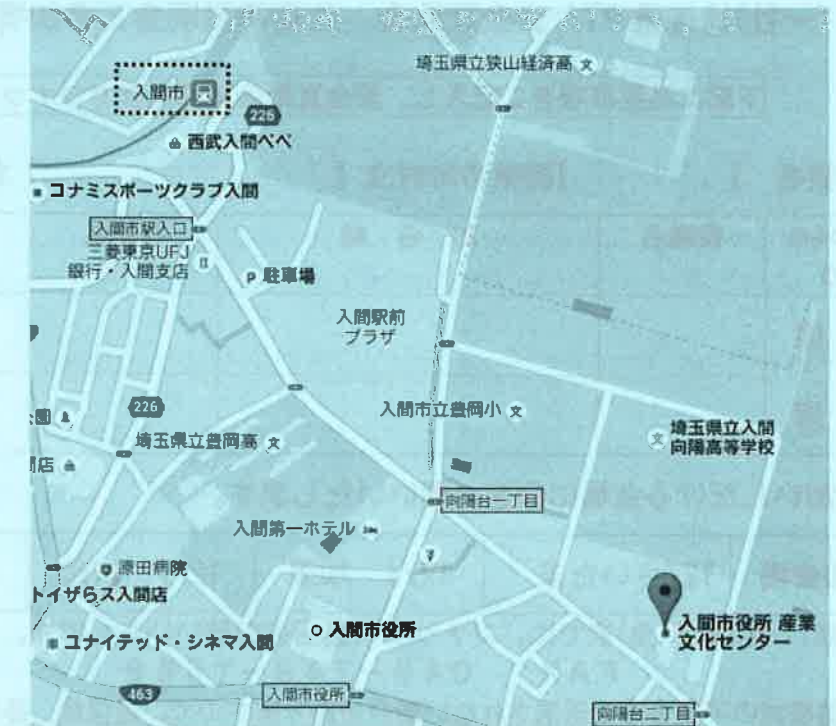 埼玉県立狭山経済高
入間市
225
西武入間ペペ
コナミスポーツクラブ入間
入間市駅入口
三菱東京UFJ
銀行・入間支店
P 駐車場
入間駅前
プラザ
226
入間市立豊岡小
公園
埼玉県立豊岡高
埼玉県立入間
向陽高等学校
間店
向陽台一丁目
入間第一ホテル
原田病院
トイザらス入間店
入間市役所
入間市役所 産業
文化センター
ユナイテッド・シネマ入間
463
入間市役所
向陽台二丁目